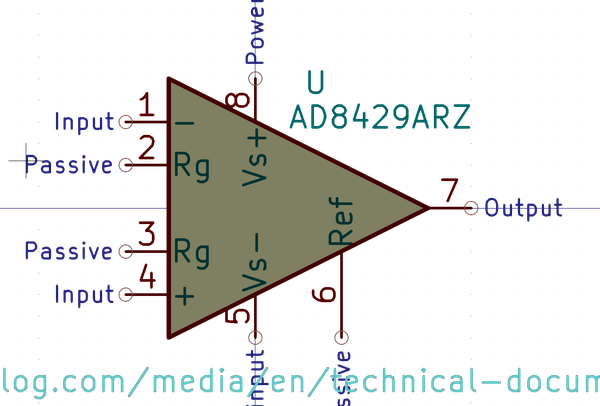 Power
U
AD8429ARZ
8
Input 1 -
Vs+
Passive 2 Rg
7 Output
Ref
Passive 3 Rg
Vs-
Input 4 +
5
6
input
ssive
log.com/media/en/technical-docum